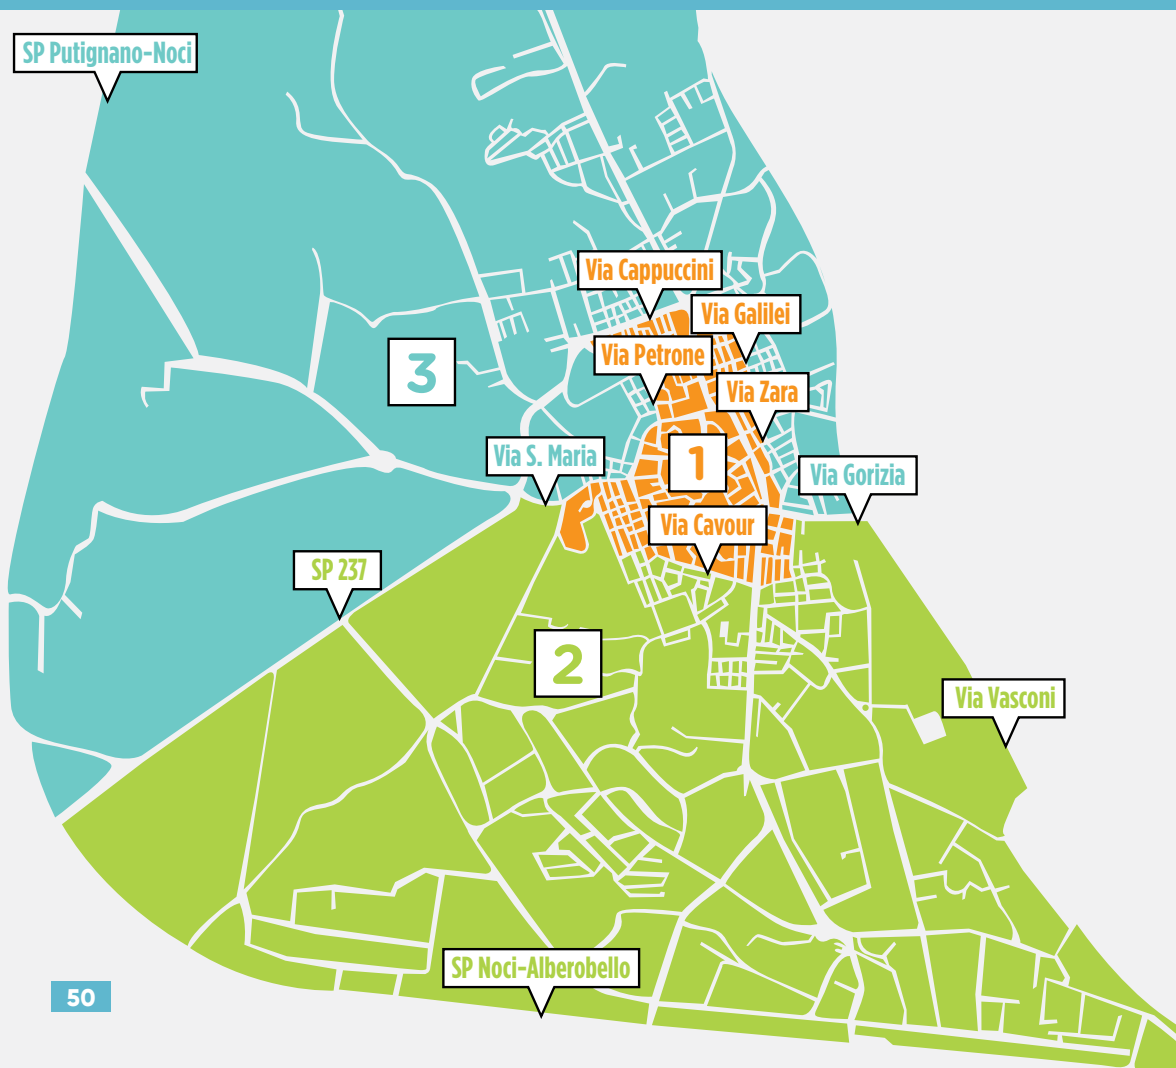 SP Putignano-Noci
Via Cappuccini
Via Galilei
Via Petrone
3
Via Zara
1
Via S. Maria
Via Gorizia
Via Cavour
SP 237
2
Via Vasconi
SP Noci-Alberobello
50